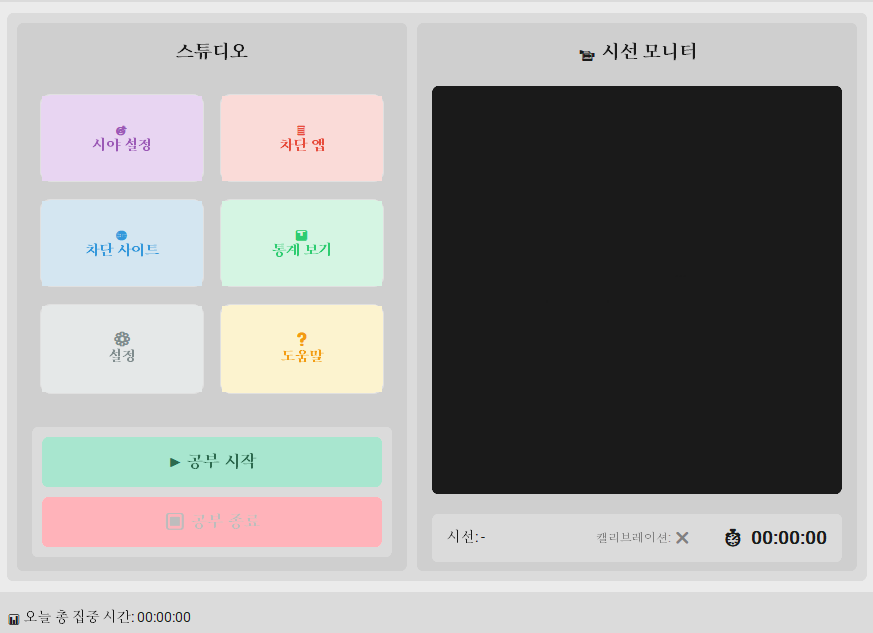 스튜디오
시야 설정
차단 앱
차단 사이트
통계 보기
설정
? 도움말
▶ 공부 시작
공부 종료
시선 모니터
시선: -
캘리브레이션: ✕
00:00:00
오늘 총 집중 시간: 00:00:00